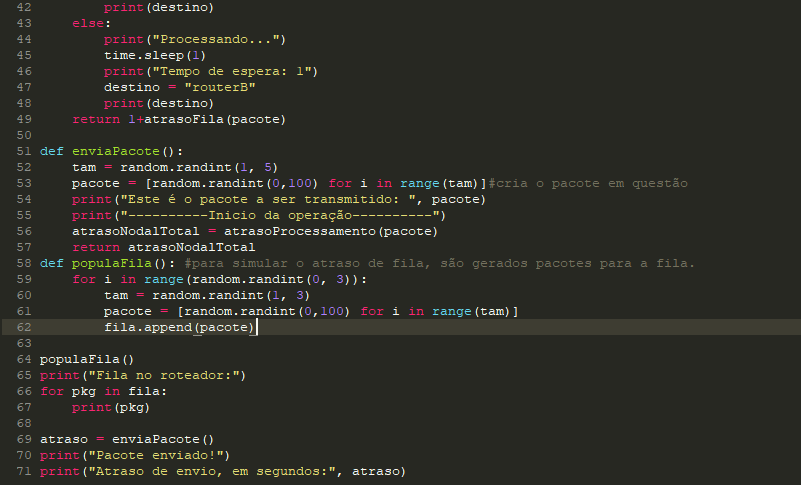 42         print(destino)
43     else:
44         print("Processando...")
45         time.sleep(1)
46         print("Tempo de espera: 1")
47         destino = "routerB"
48         print(destino)
49     return 1+atrasoFila(pacote)
50
51 def enviaPacote():
52     tam = random.randint(1, 5)
53     pacote = [random.randint(0,100) for i in range(tam)]#cria o pacote em questão
54     print("Este é o pacote a ser transmitido: ", pacote)
55     print("----------Inicio da operação----------")
56     atrasoNodalTotal = atrasoProcessamento(pacote)
57     return atrasoNodalTotal
58 def populaFila(): #para simular o atraso de fila, são gerados pacotes para a fila.
59     for i in range(random.randint(0, 3)):
60         tam = random.randint(1, 3)
61         pacote = [random.randint(0,100) for i in range(tam)]
62         fila.append(pacote)
63
64 populaFila()
65 print("Fila no roteador:")
66 for pkg in fila:
67     print(pkg)
68
69 atraso = enviaPacote()
70 print("Pacote enviado!")
71 print("Atraso de envio, em segundos:", atraso)